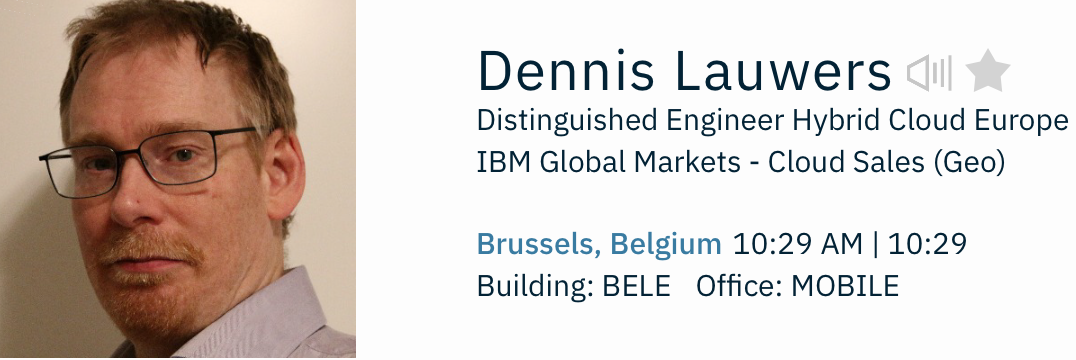 Dennis Lauwers
Distinguished Engineer Hybrid Cloud Europe
IBM Global Markets - Cloud Sales (Geo)
Brussels, Belgium 10:29 AM | 10:29
Building: BELE Office: MOBILE